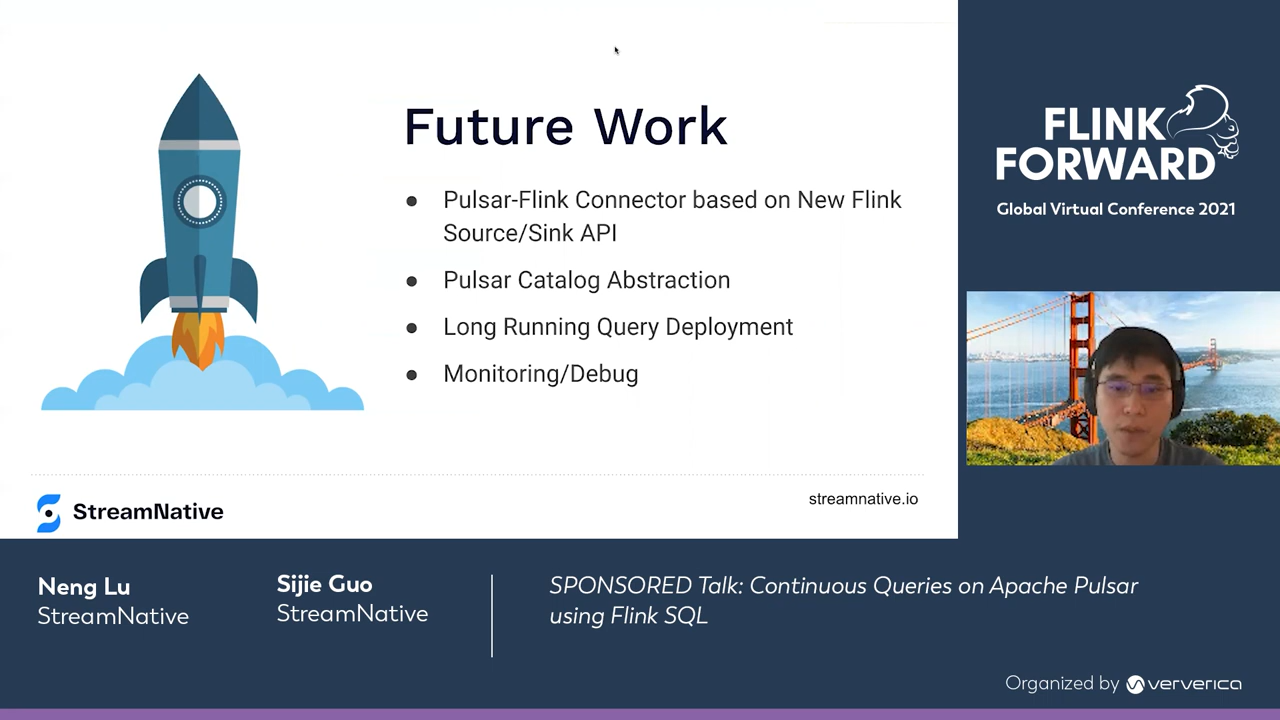 Future Work
● Pulsar-Flink Connector based on New Flink
Source/Sink API
● Pulsar Catalog Abstraction
● Long Running Query Deployment
● Monitoring/Debug
StreamNative
streamnative.io
FLINK
FORWARD
Global Virtual Conference 2021
Neng Lu
StreamNative
Sijie Guo
StreamNative
SPONSORED Talk: Continuous Queries on Apache Pulsar
using Flink SQL
Organized by ververica